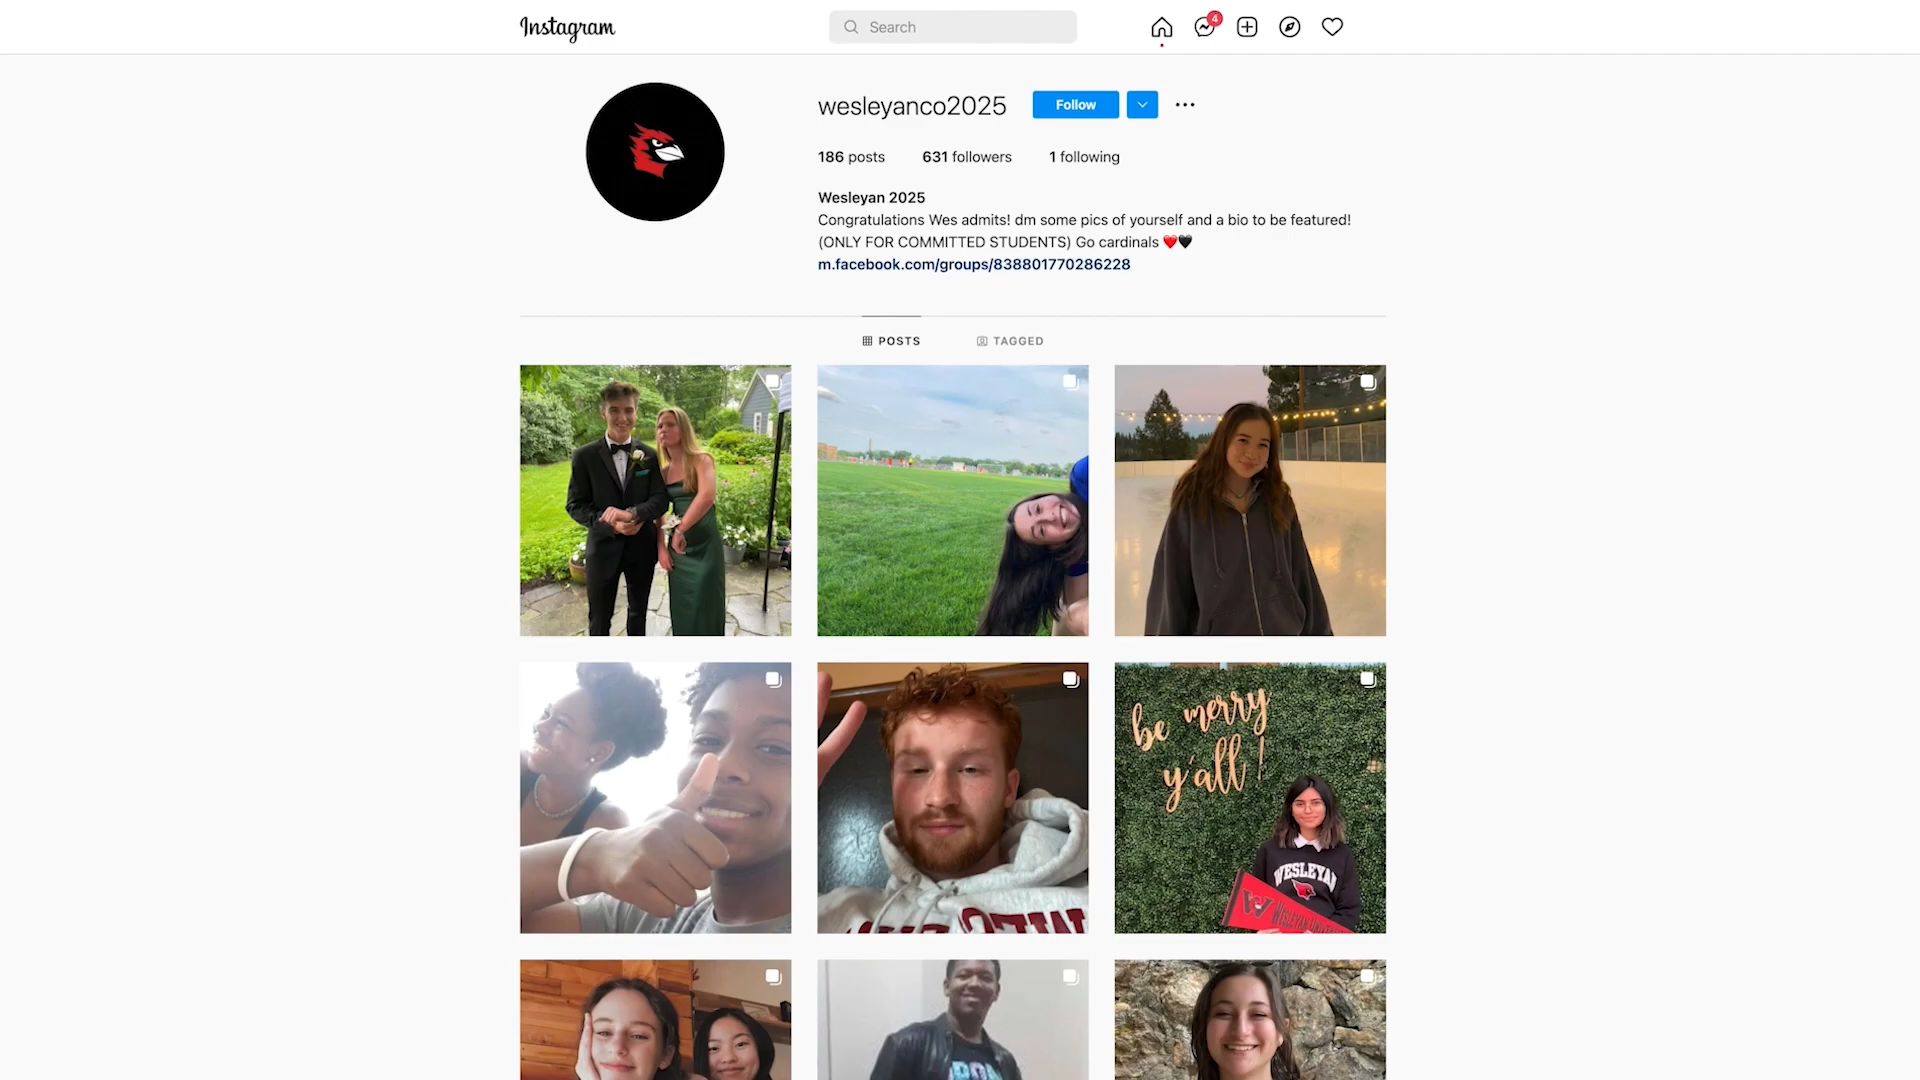 Instagram
Search
4
wesleyanco2025
Follow
186 posts
631 followers
1 following
Wesleyan 2025
Congratulations Wes admits! dm some pics of yourself and a bio to be featured!
(ONLY FOR COMMITTED STUDENTS) Go cardinals ❤️🖤
m.facebook.com/groups/838801770286228
POSTS
TAGGED
be merry
y'all!
WESLEYAN
W WESLEYAN